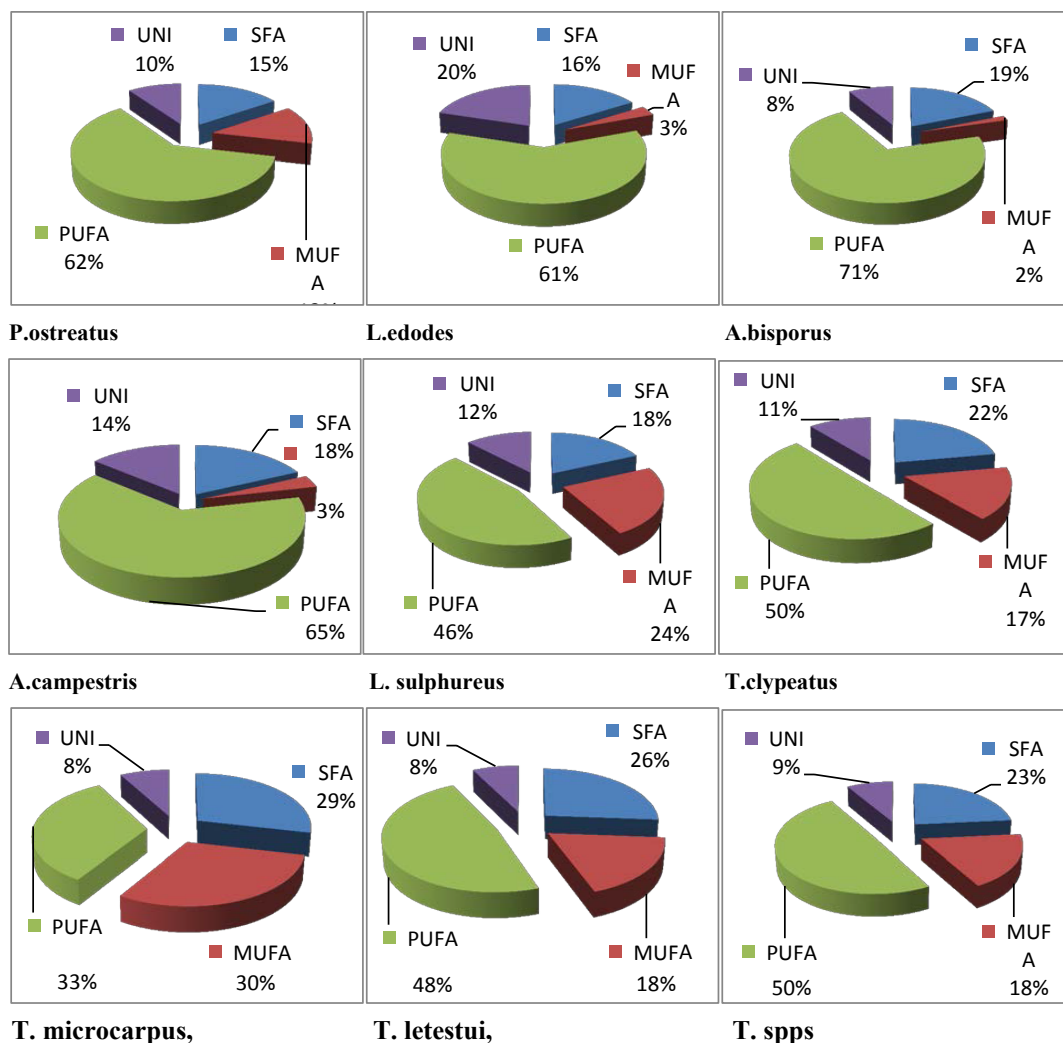 UNI
10%
SFA
15%
PUFA
62%
MUF
A
P.ostreatus
UNI
20%
SFA
16%
MUF
A
3%
PUFA
61%
L.edodes
UNI
8%
SFA
19%
PUFA
71%
MUF
A
2%
A.bisporus
UNI
14%
SFA
18%
3%
PUFA
65%
A.campestris
UNI
12%
SFA
18%
PUFA
46%
MUF
A
24%
L. sulphureus
UNI
11%
SFA
22%
PUFA
50%
MUF
A
17%
T.clypeatus
UNI
8%
SFA
29%
PUFA
33%
MUFA
30%
T. microcarpus,
UNI
8%
SFA
26%
PUFA
48%
MUFA
18%
T. letestui,
UNI
9%
SFA
23%
PUFA
50%
MUF
A
18%
T. spps